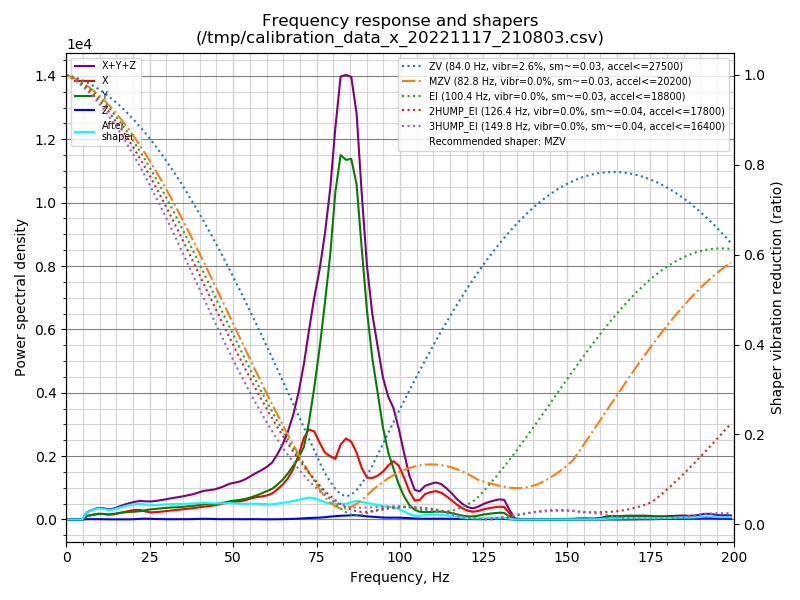 Frequency response and shapers
(/tmp/calibration_data_x_20221117_210803.csv)
1e4
X+Y+Z
X
Y
Z
After
shaper
ZV (84.0 Hz, vibr=2.6%, sm~=0.03, accel<=27500)
MZV (82.8 Hz, vibr=0.0%, sm~=0.03, accel<=20200)
EI (100.4 Hz, vibr=0.0%, sm~=0.03, accel<=18800)
2HUMP_EI (126.4 Hz, vibr=0.0%, sm~=0.04, accel<=17800)
3HUMP_EI (149.8 Hz, vibr=0.0%, sm~=0.04, accel<=16400)
Recommended shaper: MZV
1.4
1.2
1.0
0.8
0.6
0.4
0.2
0.0
Power spectral density
1.0
0.8
0.6
0.4
0.2
0.0
Shaper vibration reduction (ratio)
0 25 50 75 100 125 150 175 200
Frequency, Hz